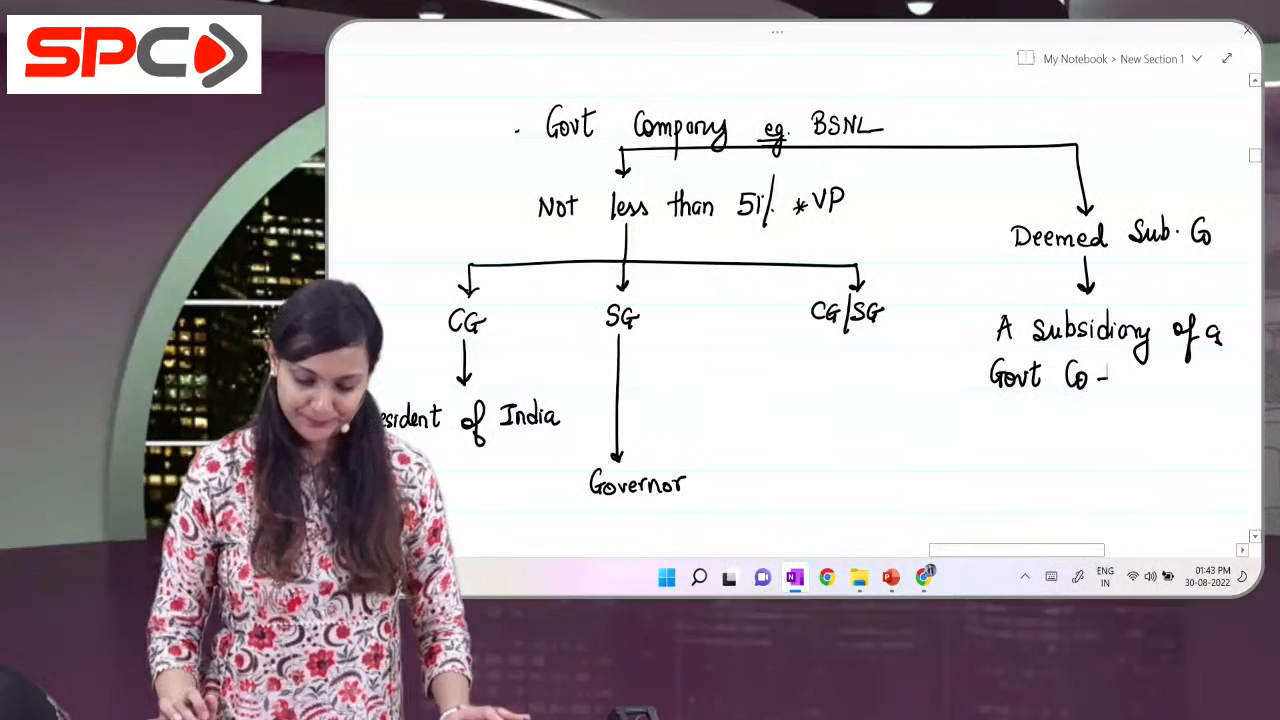 SPC
My Notebook > New Section 1
. Govt Company eg. BSNL
Not less than 51% *VP
Deemed Sub. Co
CG
SG
CG/SG
A subsidiary of a
Govt Co -
esident of India
Governor
ENG
IN
01:43 PM
30-08-2022